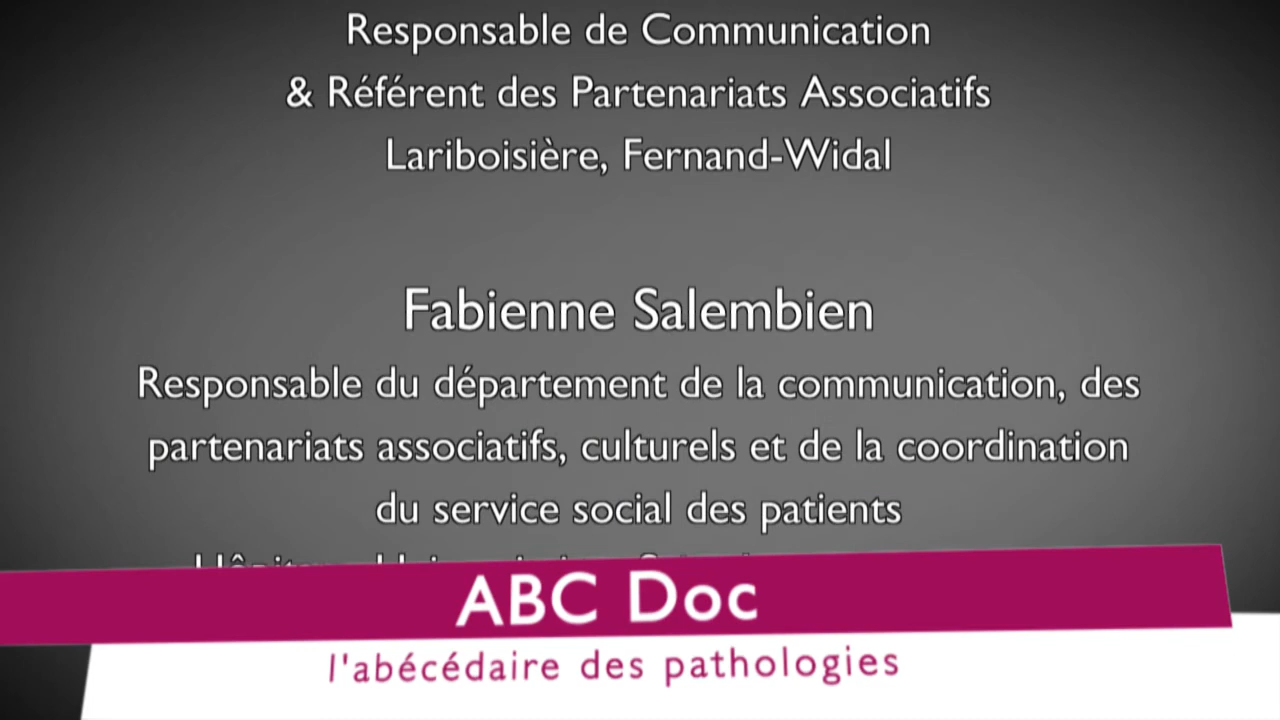 Responsable de Communication
& Référent des Partenariats Associatifs
Lariboisière, Fernand-Widal
Fabienne Salembien
Responsable du département de la communication, des
partenariats associatifs, culturels et de la coordination
du service social des patients
ABC Doc
l'abécédaire des pathologies